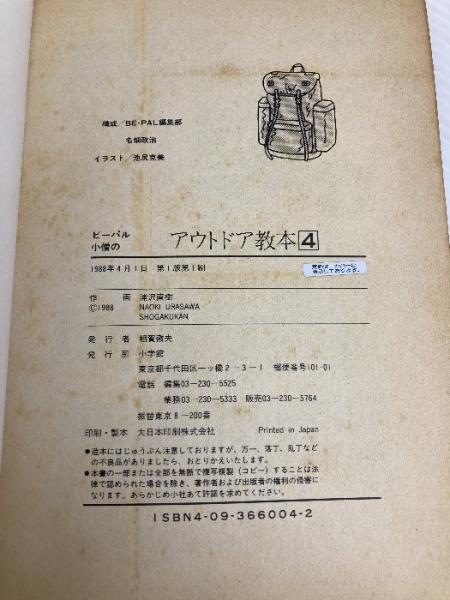 構成/BE-PAL編集部
名畑政治
イラスト/池尻克美
ビーパル小僧の アウトドア教本4
1988年4月1日 第1版第1刷
作 画 浦沢直樹
©1988 NAOKI URASAWA
SHOGAKUKAN
発行者 相賀徹夫
発行所 小学館
東京都千代田区一ッ橋2-3-1 郵便番号101-01
電話 編集03-230-5525
業務03-230-5333 販売03-230-5764
振替東京8-200番
印刷・製本 大日本印刷株式会社 Printed in Japan
●造本にはじゅうぶん注意しておりますが、万一、落丁、乱丁など
の不良品がありましたら、おとりかえいたします。
●本書の一部または全部を無断で複写複製(コピー)することは法
律で認められた場合を除き、著作者および出版者の権利の侵害に
なります。あらかじめ小社あて許諾を求めてください。
ISBN4-09-366004-2